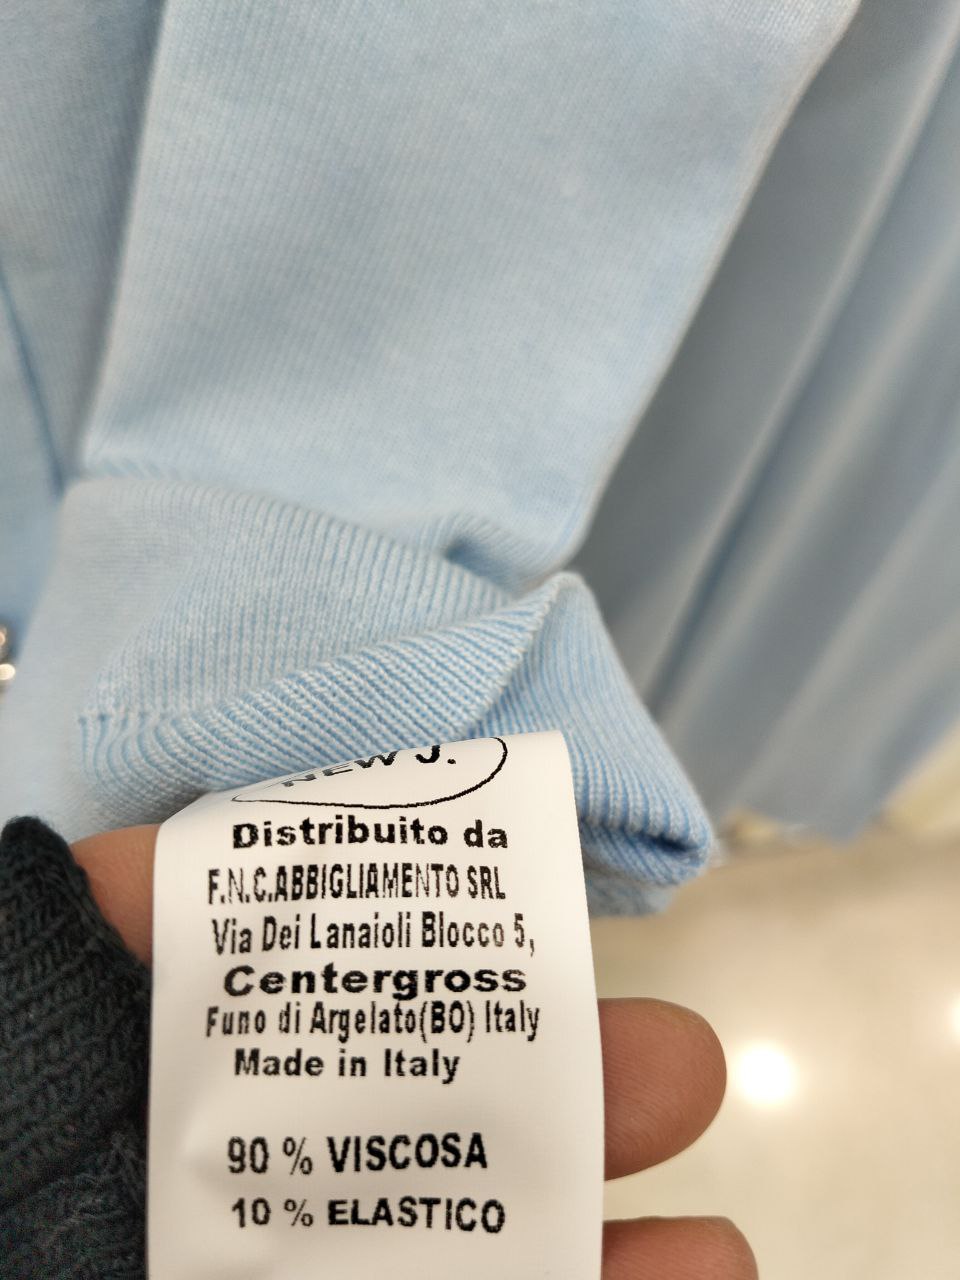 NEW J.
Distribuito da
F.N.C.ABBIGLIAMENTO SRL
Via Dei Lanaioli Blocco 5,
Centergross
Funo di Argelato(BO) Italy
Made in Italy
90 % VISCOSA
10 % ELASTICO